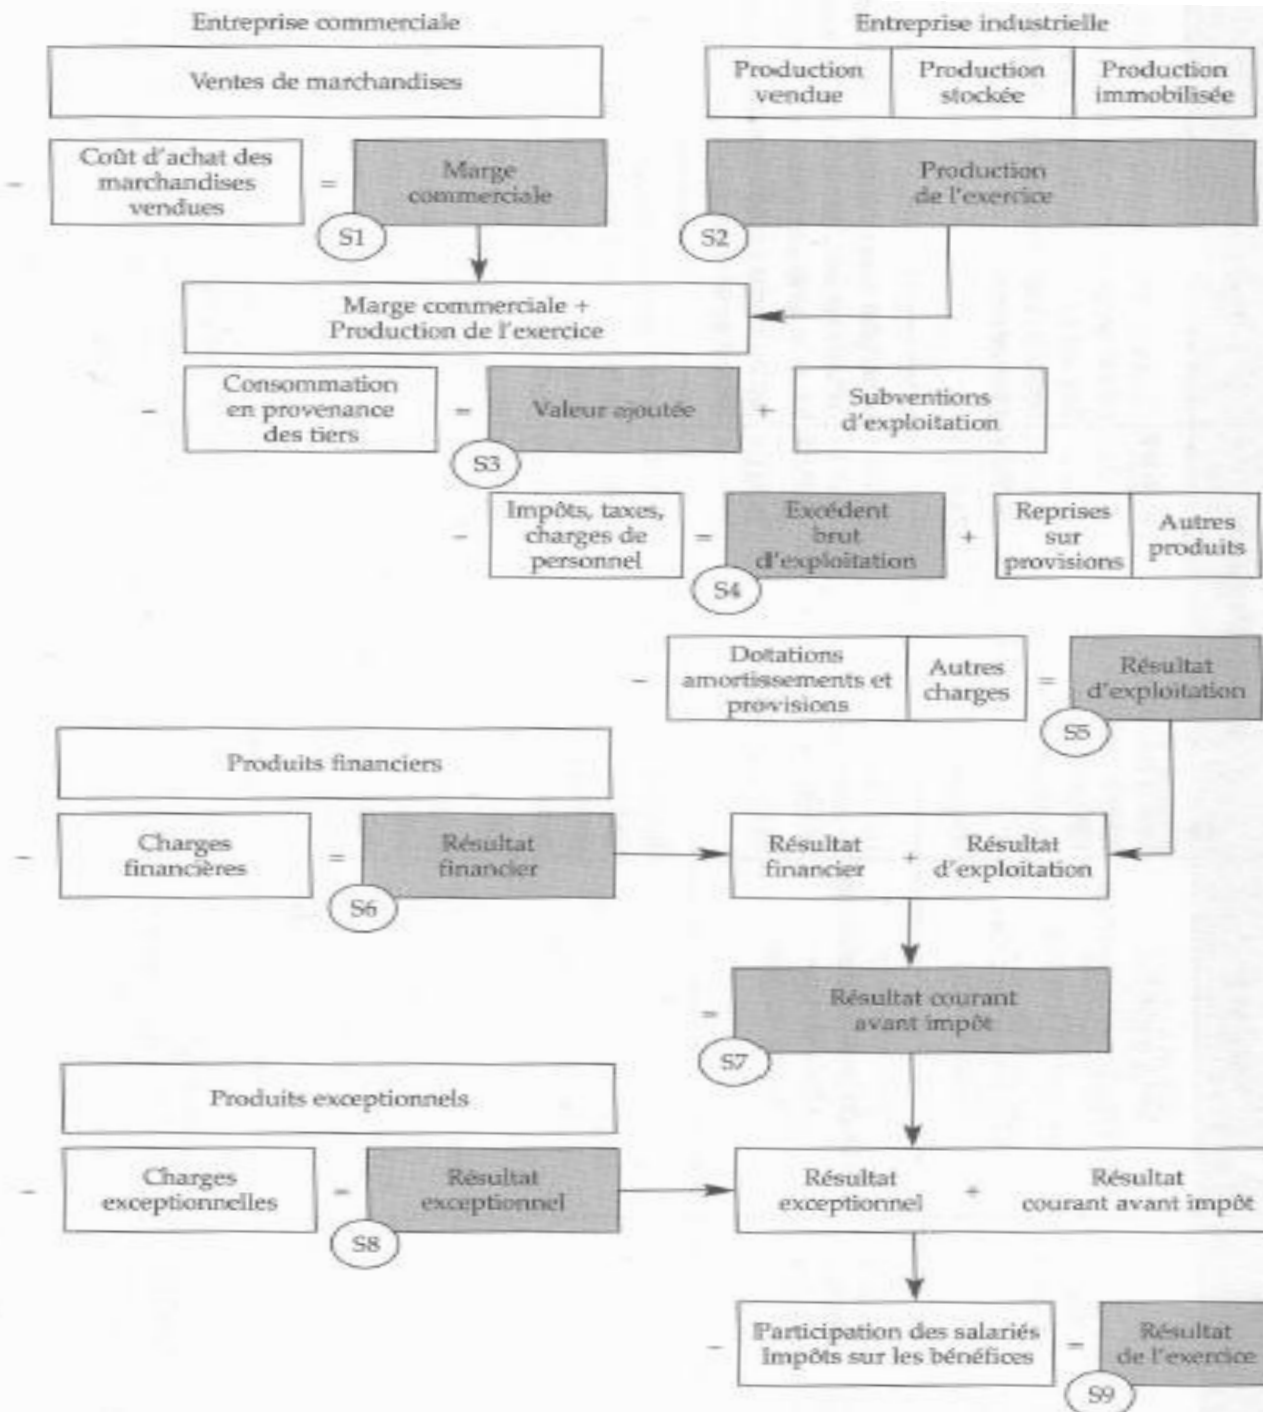 Entreprise commerciale
Entreprise industrielle
Ventes de marchandises
Production
vendue
Production
stockée
Production
immobilisée
- Coût d'achat des
marchandises
vendues
= Marge
commerciale
S1
Production
de l'exercice
S2
Marge commerciale +
Production de l'exercice
- Consommation
en provenance
des tiers
= Valeur ajoutée
S3
+ Subventions
d'exploitation
- Impôts, taxes,
charges de
personnel
= Excédent
brut
d'exploitation
S4
+ Reprises
sur
provisions
Autres
produits
- Dotations
amortissements et
provisions
Autres
charges
= Résultat
d'exploitation
S5
Produits financiers
- Charges
financières
= Résultat
financier
S6
Résultat
financier
+ Résultat
d'exploitation
= Résultat courant
avant impôt
S7
Produits exceptionnels
- Charges
exceptionnelles
= Résultat
exceptionnel
S8
Résultat
exceptionnel
+ Résultat
courant avant impôt
- Participation des salariés
Impôts sur les bénéfices
= Résultat
de l'exercice
S9